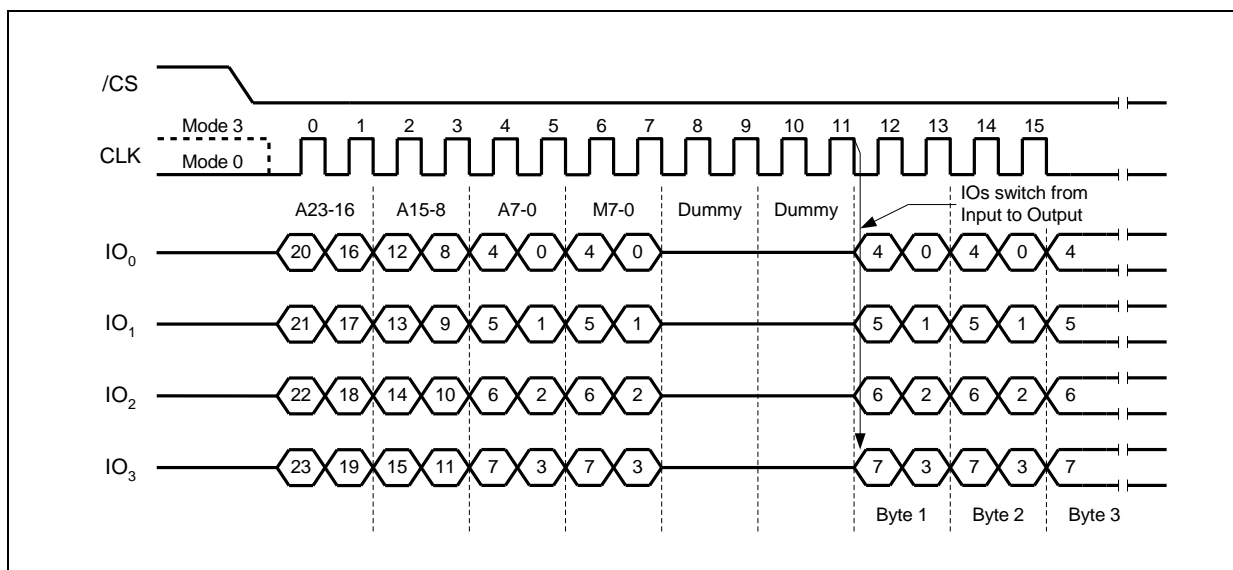 /CS
Mode 3 0 1 2 3 4 5 6 7 8 9 10 11 12 13 14 15
CLK
Mode 0
IOs switch from
Input to Output
A23-16 A15-8 A7-0 M7-0 Dummy Dummy
IO0 20 16 12 8 4 0 4 0 4 0 4 0 4
IO1 21 17 13 9 5 1 5 1 5 1 5 1 5
IO2 22 18 14 10 6 2 6 2 6 2 6 2 6
IO3 23 19 15 11 7 3 7 3 7 3 7 3 7
Byte 1 Byte 2 Byte 3